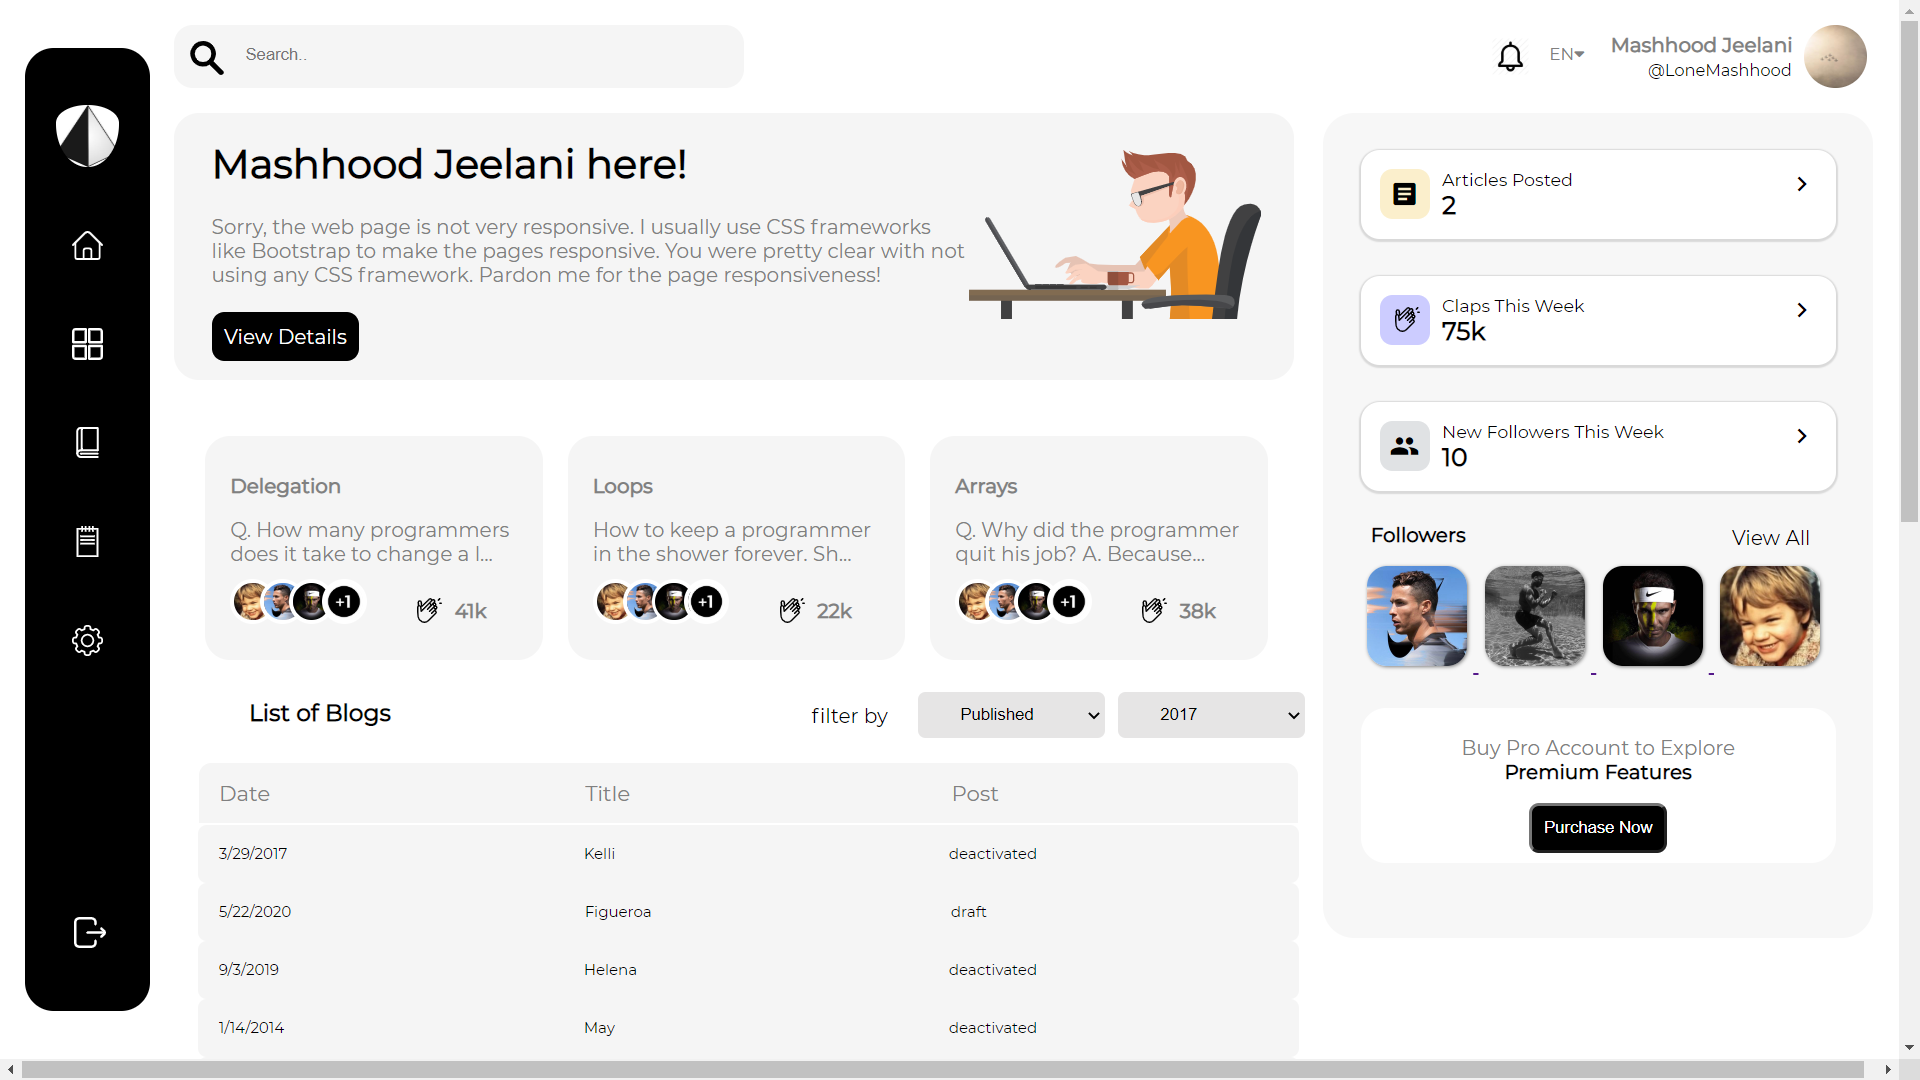 Search..
EN
Mashhood Jeelani
@LoneMashhood
Mashhood Jeelani here!
Sorry, the web page is not very responsive. I usually use CSS frameworks
like Bootstrap to make the pages responsive. You were pretty clear with not
using any CSS framework. Pardon me for the page responsiveness!
View Details
Delegation
Q. How many programmers
does it take to change a l...
+1
41k
Loops
How to keep a programmer
in the shower forever. Sh...
+1
22k
Arrays
Q. Why did the programmer
quit his job? A. Because...
+1
38k
List of Blogs
filter by
Published
2017
Date Title Post
3/29/2017 Kelli deactivated
5/22/2020 Figueroa draft
9/3/2019 Helena deactivated
1/14/2014 May deactivated
Articles Posted
2
Claps This Week
75k
New Followers This Week
10
Followers
View All
Buy Pro Account to Explore
Premium Features
Purchase Now